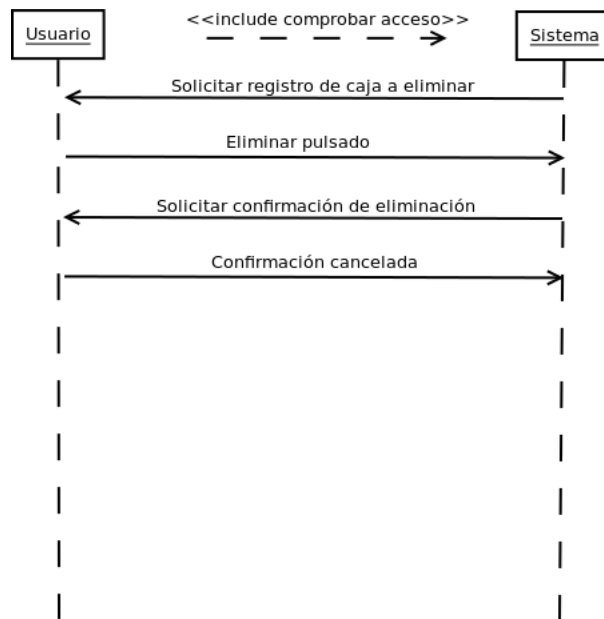 <<include comprobar acceso>>
Usuario
Sistema
Solicitar registro de caja a eliminar
Eliminar pulsado
Solicitar confirmación de eliminación
Confirmación cancelada